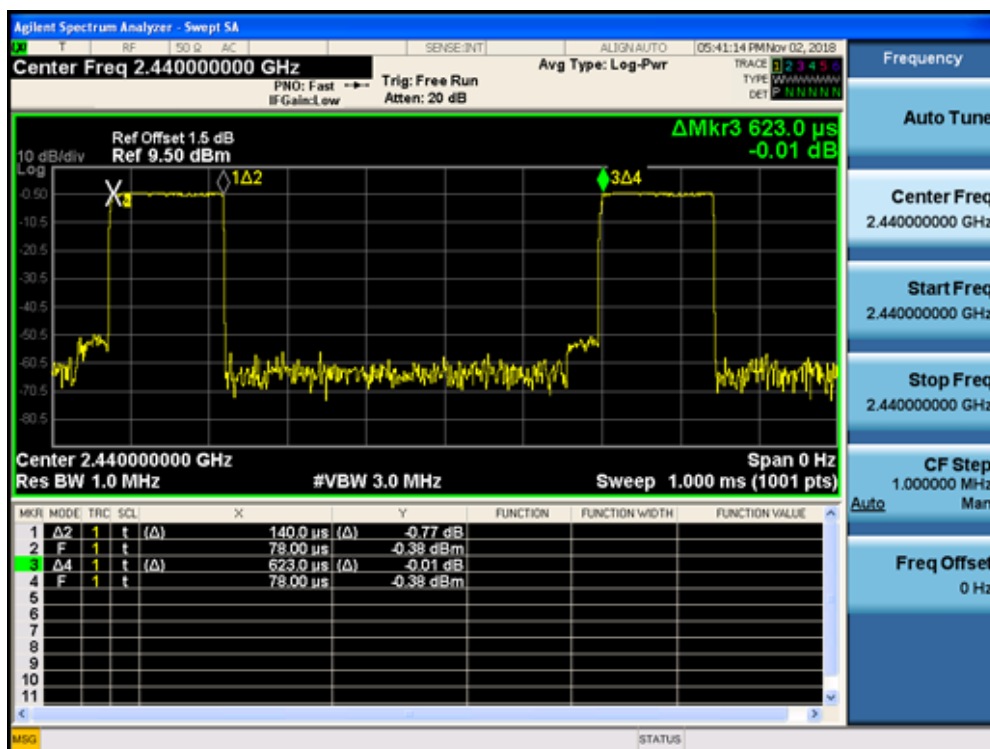 Agilent Spectrum Analyzer - Swept SA
T RF 50 Ω AC SENSE:INT ALIGN AUTO 05:41:14 PM Nov 02, 2018
Center Freq 2.440000000 GHz
PNO: Fast
IFGain:Low
Trig: Free Run
Atten: 20 dB
Avg Type: Log-Pwr
TRACE 1 2 3 4 5 6
TYPE WWWWWW
DET P N N N N N
ΔMkr3 623.0 µs
-0.01 dB
Ref Offset 1.5 dB
10 dB/div Ref 9.50 dBm
Log
1Δ2 3Δ4
-0.50
-10.5
-20.5
-30.5
-40.5
-50.5
-60.5
-70.5
-80.5
Center 2.440000000 GHz Span 0 Hz
Res BW 1.0 MHz #VBW 3.0 MHz Sweep 1.000 ms (1001 pts)
MKR MODE TRC SCL X Y FUNCTION FUNCTION WIDTH FUNCTION VALUE
1 Δ2 1 t (Δ) 140.0 µs (Δ) -0.77 dB
2 F 1 t 78.00 µs -0.38 dBm
3 Δ4 1 t (Δ) 623.0 µs (Δ) -0.01 dB
4 F 1 t 78.00 µs -0.38 dBm
5
6
7
8
9
10
11
MSG STATUS
Frequency
Auto Tune
Center Freq
2.440000000 GHz
Start Freq
2.440000000 GHz
Stop Freq
2.440000000 GHz
CF Step
1.000000 MHz
Auto Man
Freq Offset
0 Hz